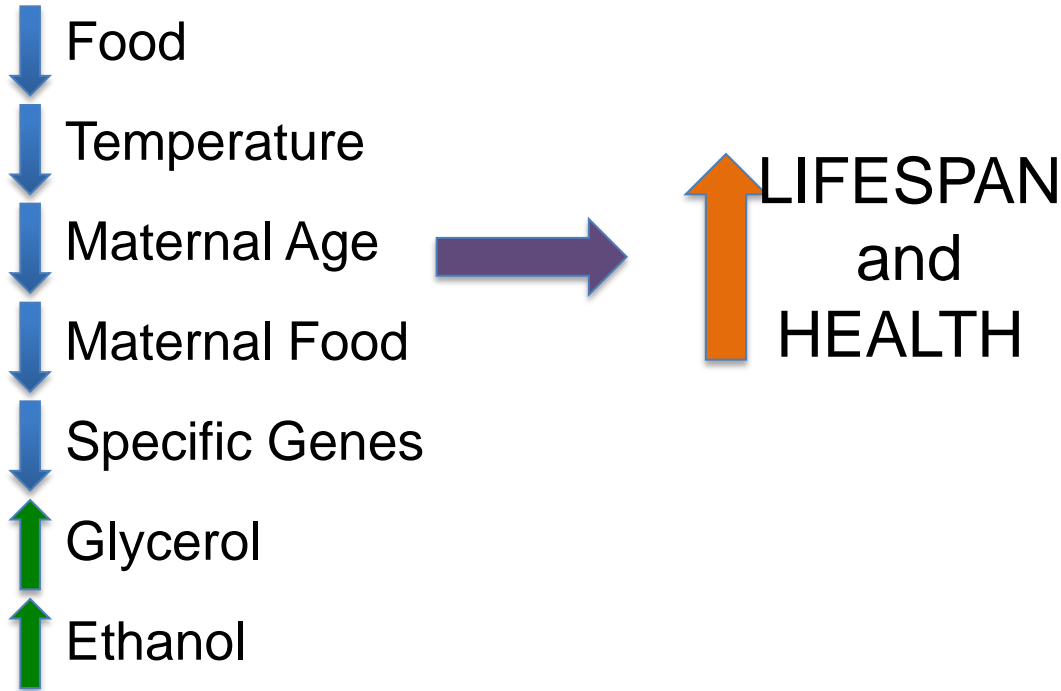 Food
Temperature
Maternal Age
Maternal Food
Specific Genes
Glycerol
Ethanol
LIFESPAN
and
HEALTH